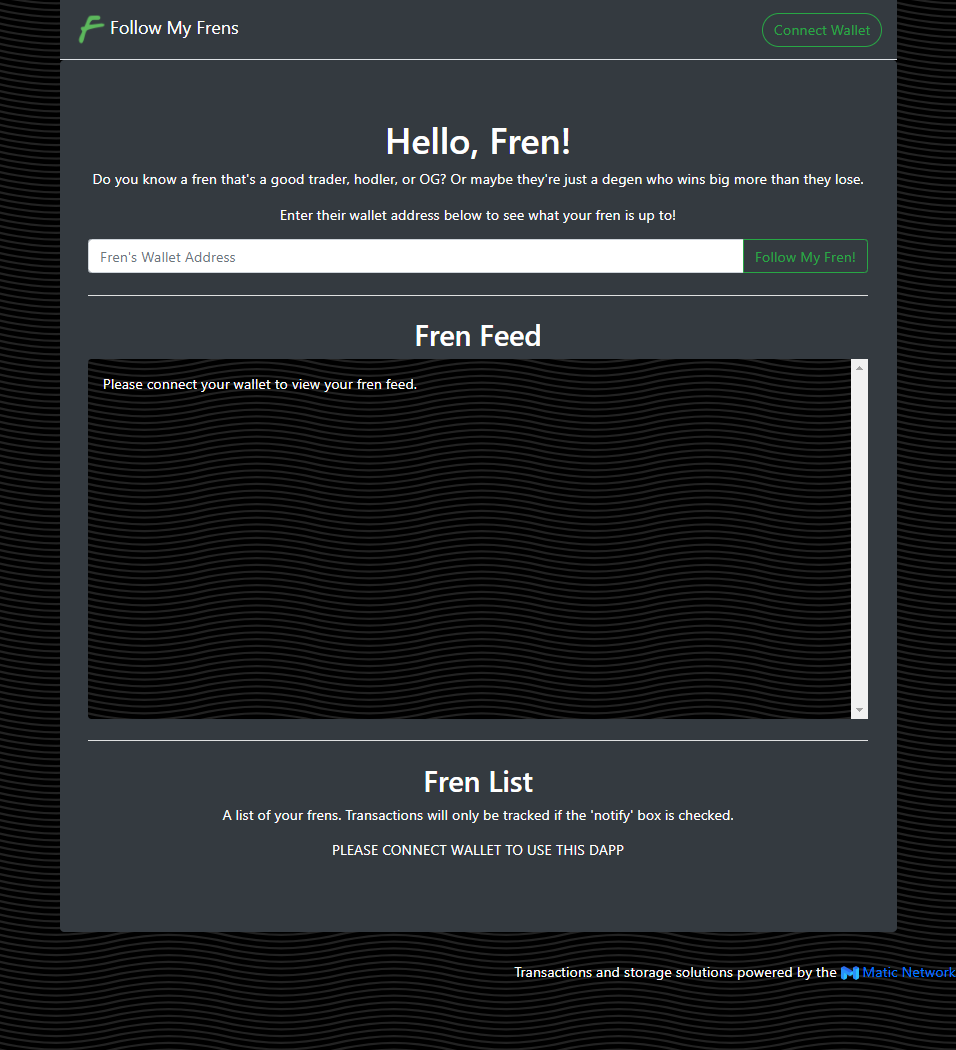 Follow My Frens
Connect Wallet
Hello, Fren!
Do you know a fren that's a good trader, hodler, or OG? Or maybe they're just a degen who wins big more than they lose.
Enter their wallet address below to see what your fren is up to!
Fren's Wallet Address
Follow My Fren!
Fren Feed
Please connect your wallet to view your fren feed.
Fren List
A list of your frens. Transactions will only be tracked if the 'notify' box is checked.
PLEASE CONNECT WALLET TO USE THIS DAPP
Transactions and storage solutions powered by the Matic Network